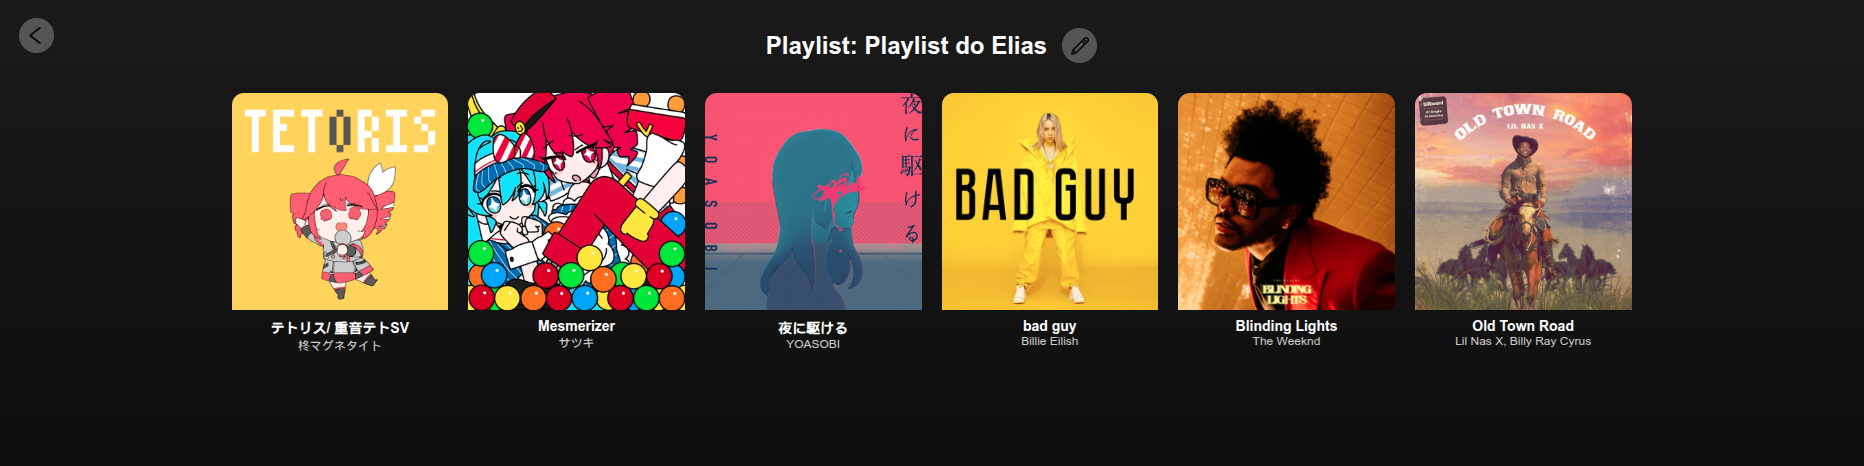 Playlist: Playlist do Elias
TETORIS
夜に駆ける
YOASOBI
BAD GUY
BLINDING
LIGHTS
billboard
OLD TOWN ROAD
LIL NAS X
テトリス/ 重音テトSV
柊マグネタイト
Mesmerizer
サツキ
夜に駆ける
YOASOBI
bad guy
Billie Eilish
Blinding Lights
The Weeknd
Old Town Road
Lil Nas X, Billy Ray Cyrus